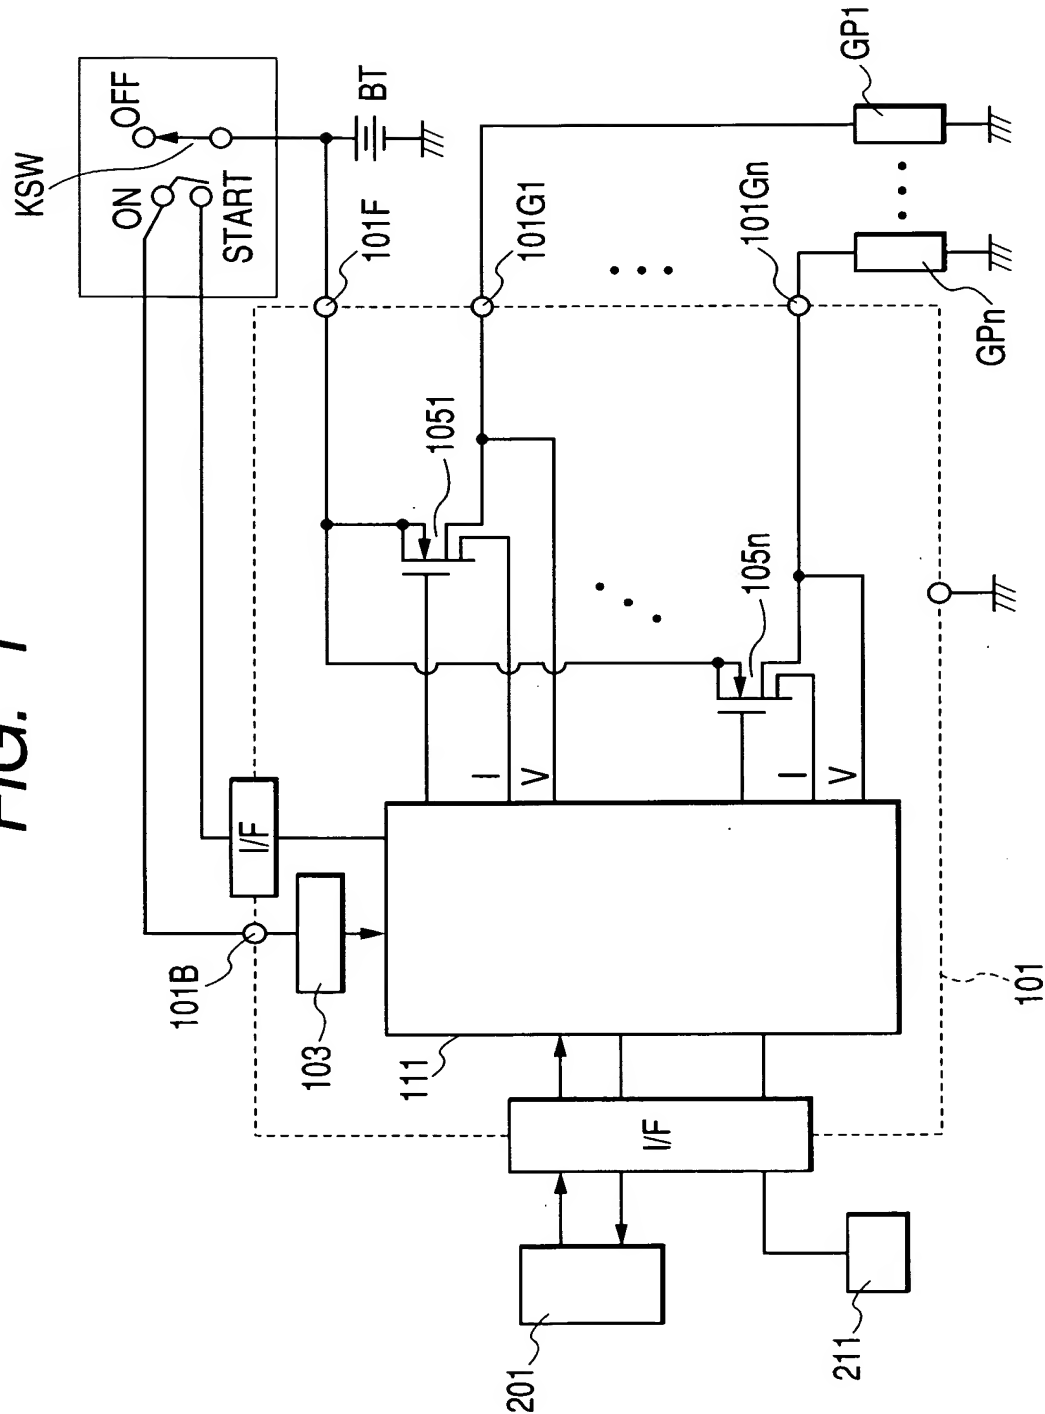 FIG. 1
KSW
OFF
ON
START
BT
101F
101G1
101Gn
GP1
GPn
1051
105n
I/F
101B
103
111
I
V
I
V
I/F
201
211
101